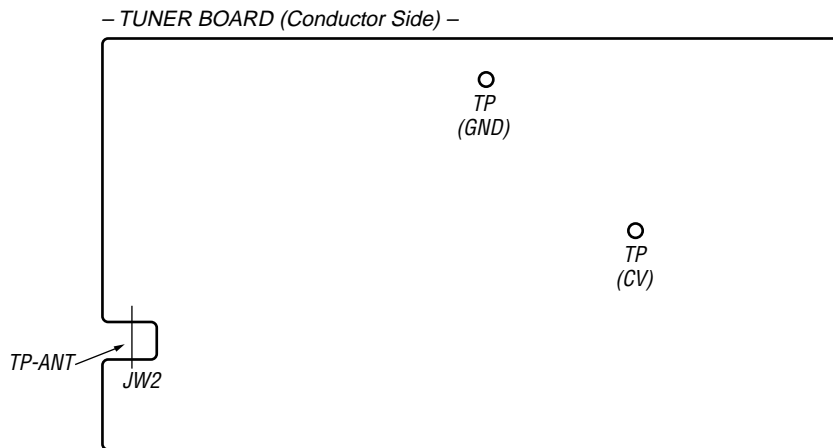 – TUNER BOARD (Conductor Side) –
TP
(GND)
TP
(CV)
TP-ANT
JW2